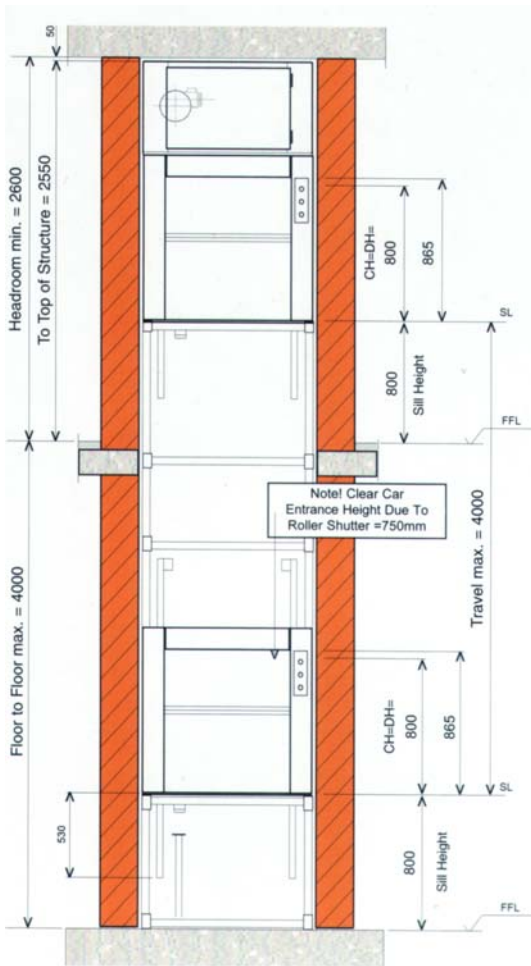 50
Headroom min. = 2600
To Top of Structure = 2550
CH=DH=
800
865
SL
800
Sill Height
FFL
Note! Clear Car
Entrance Height Due To
Roller Shutter =750mm
Travel max. = 4000
Floor to Floor max. = 4000
CH=DH=
800
865
SL
530
800
Sill Height
FFL